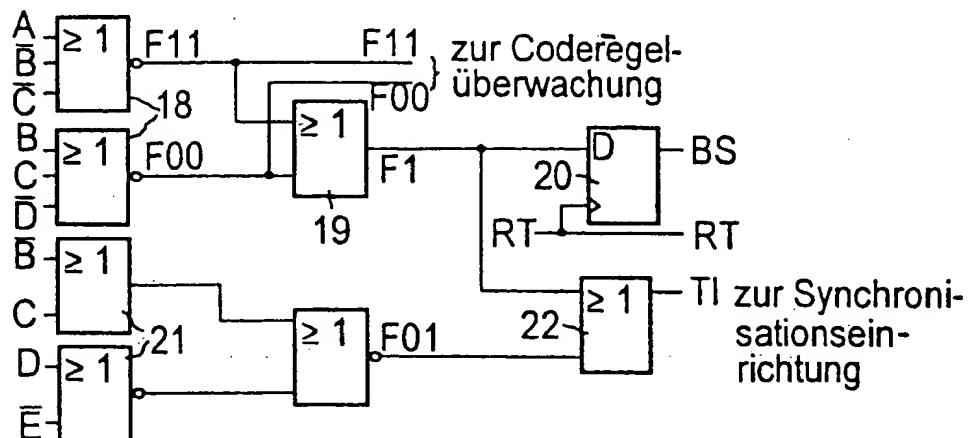 A
≥ 1
F11
F11
zur Coderegel-
B̅
überwachung
C̅
18
F00
B
≥ 1
F00
≥ 1
C
F1
D
BS
D̅
20
19
RT
RT
B̅
≥ 1
≥ 1
TI zur Synchroni-
C
21
≥ 1
22
sationsein-
D
≥ 1
F01
richtung
E̅